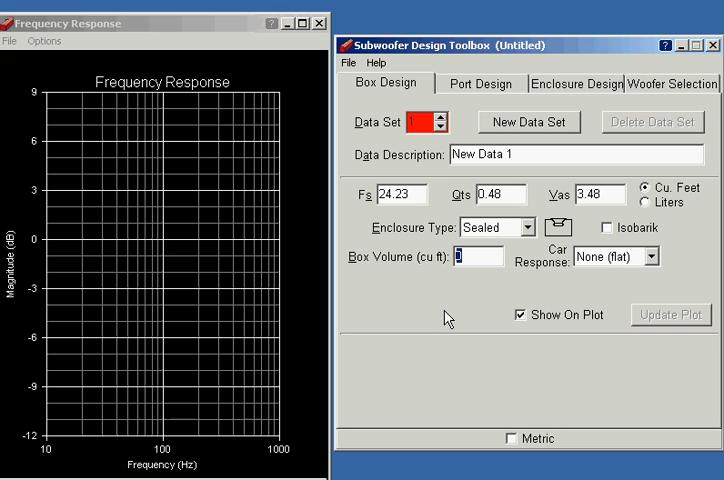 Frequency Response
File Options
Frequency Response
9
6
3
0
-3
-6
-9
-12
Magnitude (dB)
10 100 1000
Frequency (Hz)
Subwoofer Design Toolbox (Untitled)
File Help
Box Design Port Design Enclosure Design Woofer Selection
Data Set 1 New Data Set Delete Data Set
Data Description: New Data 1
Fs 24.23 Qts 0.48 Vas 3.48 Cu. Feet
Liters
Enclosure Type: Sealed Isobarik
Box Volume (cu ft): 0 Car Response: None (flat)
Show On Plot Update Plot
Metric